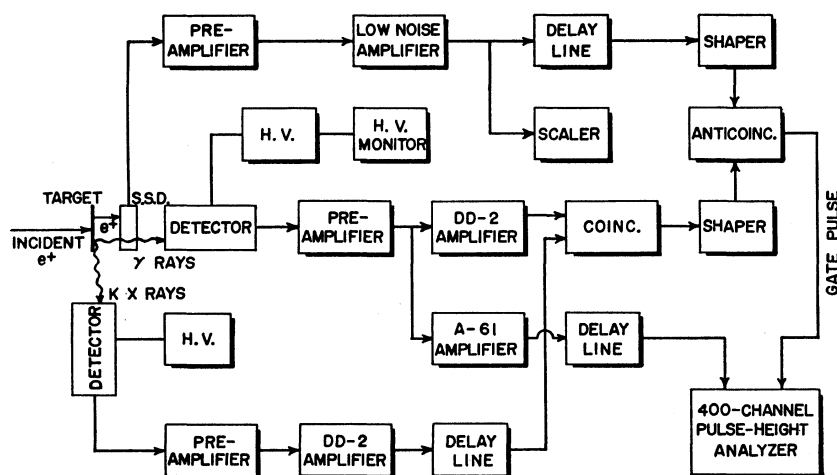 PRE-
AMPLIFIER
LOW NOISE
AMPLIFIER
DELAY
LINE
SHAPER
H. V.
H. V.
MONITOR
SCALER
ANTICOINC.
TARGET
S.S.D.
e+
INCIDENT
e+
DETECTOR
PRE-
AMPLIFIER
DD-2
AMPLIFIER
COINC.
SHAPER
GATE PULSE
γ RAYS
K X RAYS
DETECTOR
H. V.
A-61
AMPLIFIER
DELAY
LINE
400-CHANNEL
PULSE-HEIGHT
ANALYZER
PRE-
AMPLIFIER
DD-2
AMPLIFIER
DELAY
LINE